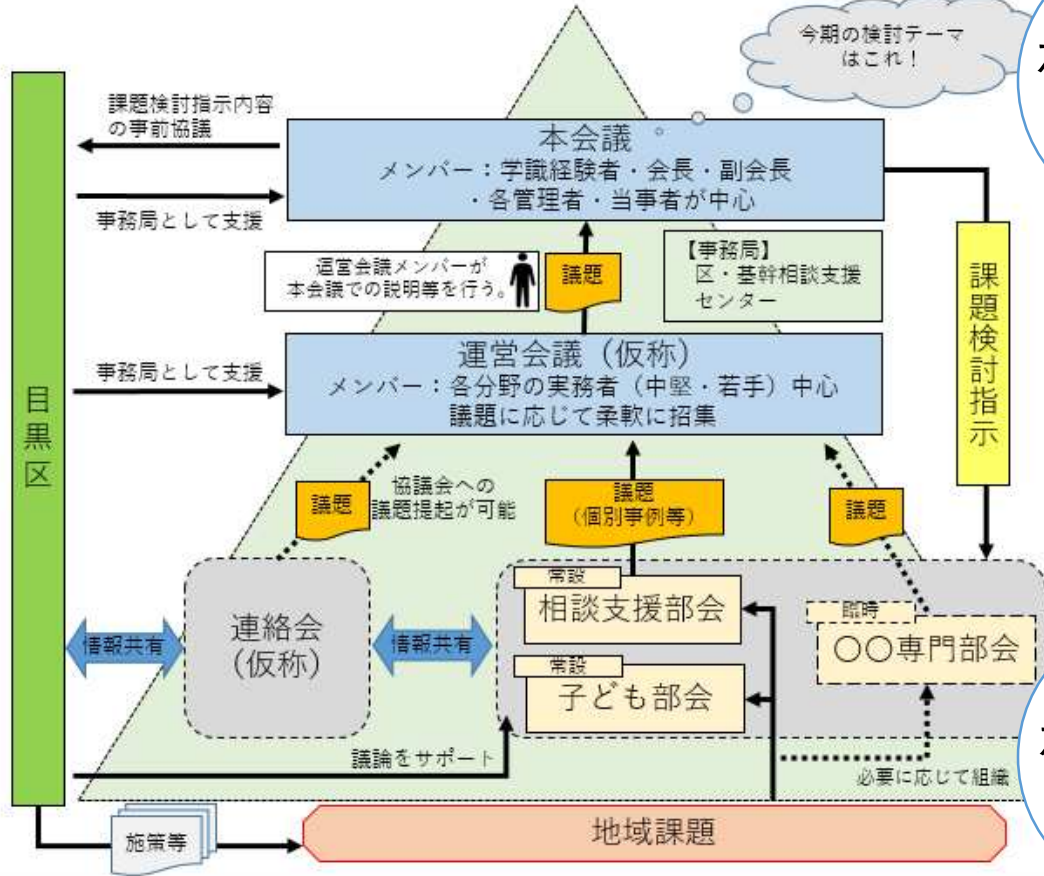 今期の検討テーマ
はこれ！
課題検討指示内容
の事前協議
本会議
メンバー：学識経験者・会長・副会長
・各管理者・当事者が中心
事務局として支援
運営会議メンバーが
本会議での説明等を行う。
議題
【事務局】
区・基幹相談支援
センター
課題検討指示
目黒区
事務局として支援
運営会議（仮称）
メンバー：各分野の実務者（中堅・若手）中心
議題に応じて柔軟に招集
議題
協議会への
議題提起が可能
議題
（個別事例等）
議題
常設
相談支援部会
臨時
〇〇専門部会
連絡会
（仮称）
情報共有
情報共有
常設
子ども部会
議論をサポート
必要に応じて組織
施策等
地域課題